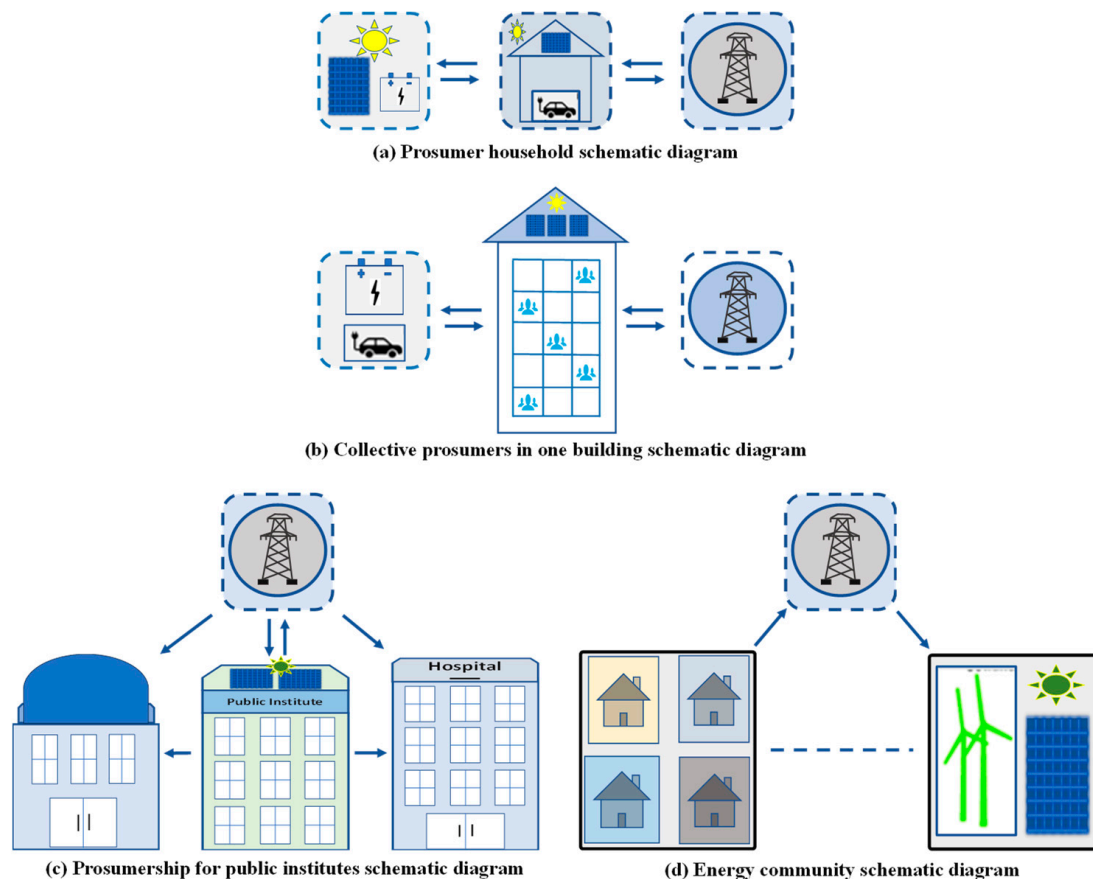 (a) Prosumer household schematic diagram
(b) Collective prosumers in one building schematic diagram
Hospital
Public Institute
(c) Prosumership for public institutes schematic diagram
(d) Energy community schematic diagram